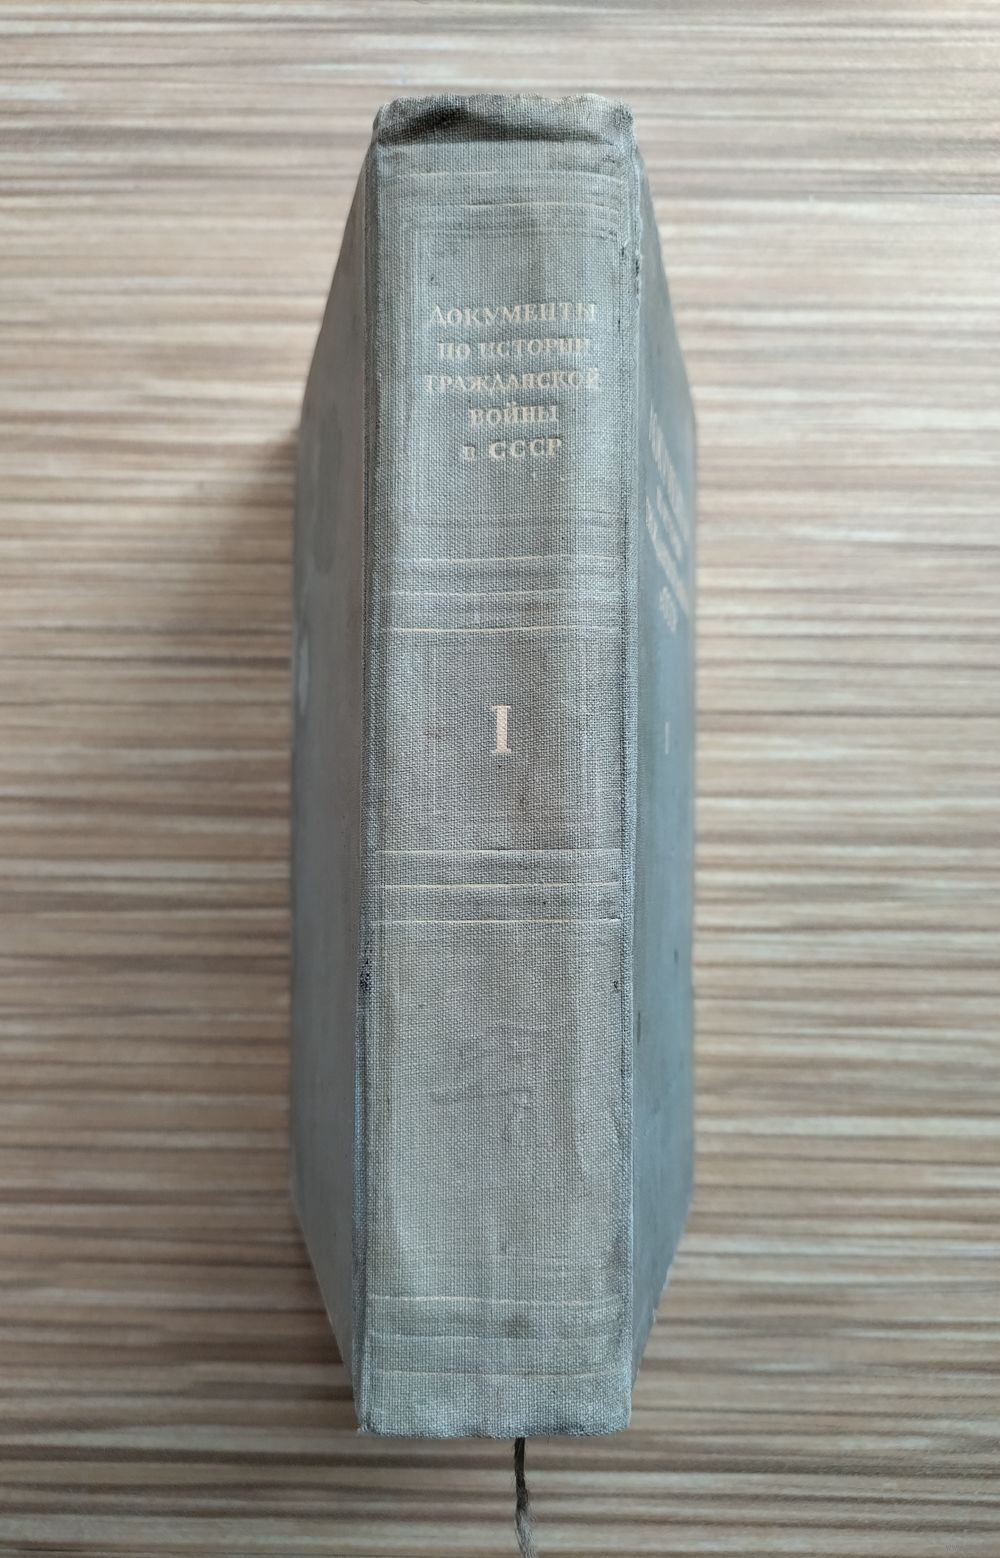 ДОКУМЕНТЫ
ПО ИСТОРИИ
ГРАЖДАНСКОЙ
ВОЙНЫ
в СССР
I
I